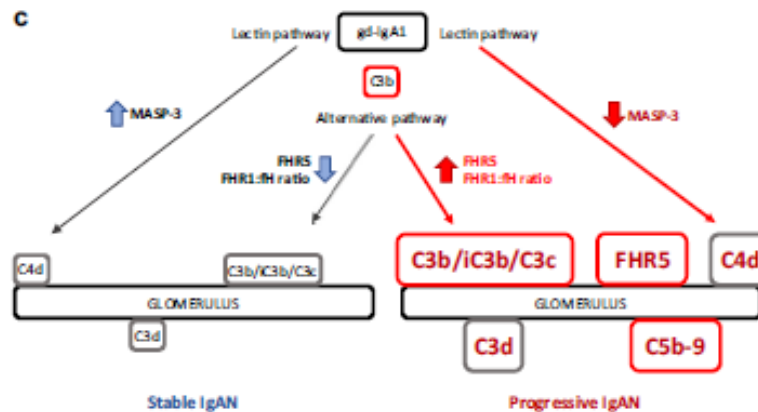 c
Lectin pathway gd-IgA1 Lectin pathway
C3b
MASP-3 MASP-3
Alternative pathway
FHR5 FHR5
FHR1:fH ratio FHR1:fH ratio
C4d C3b/iC3b/C3c C3b/iC3b/C3c FHR5 C4d
GLOMERULUS GLOMERULUS
C3d C3d C5b-9
Stable IgAN Progressive IgAN